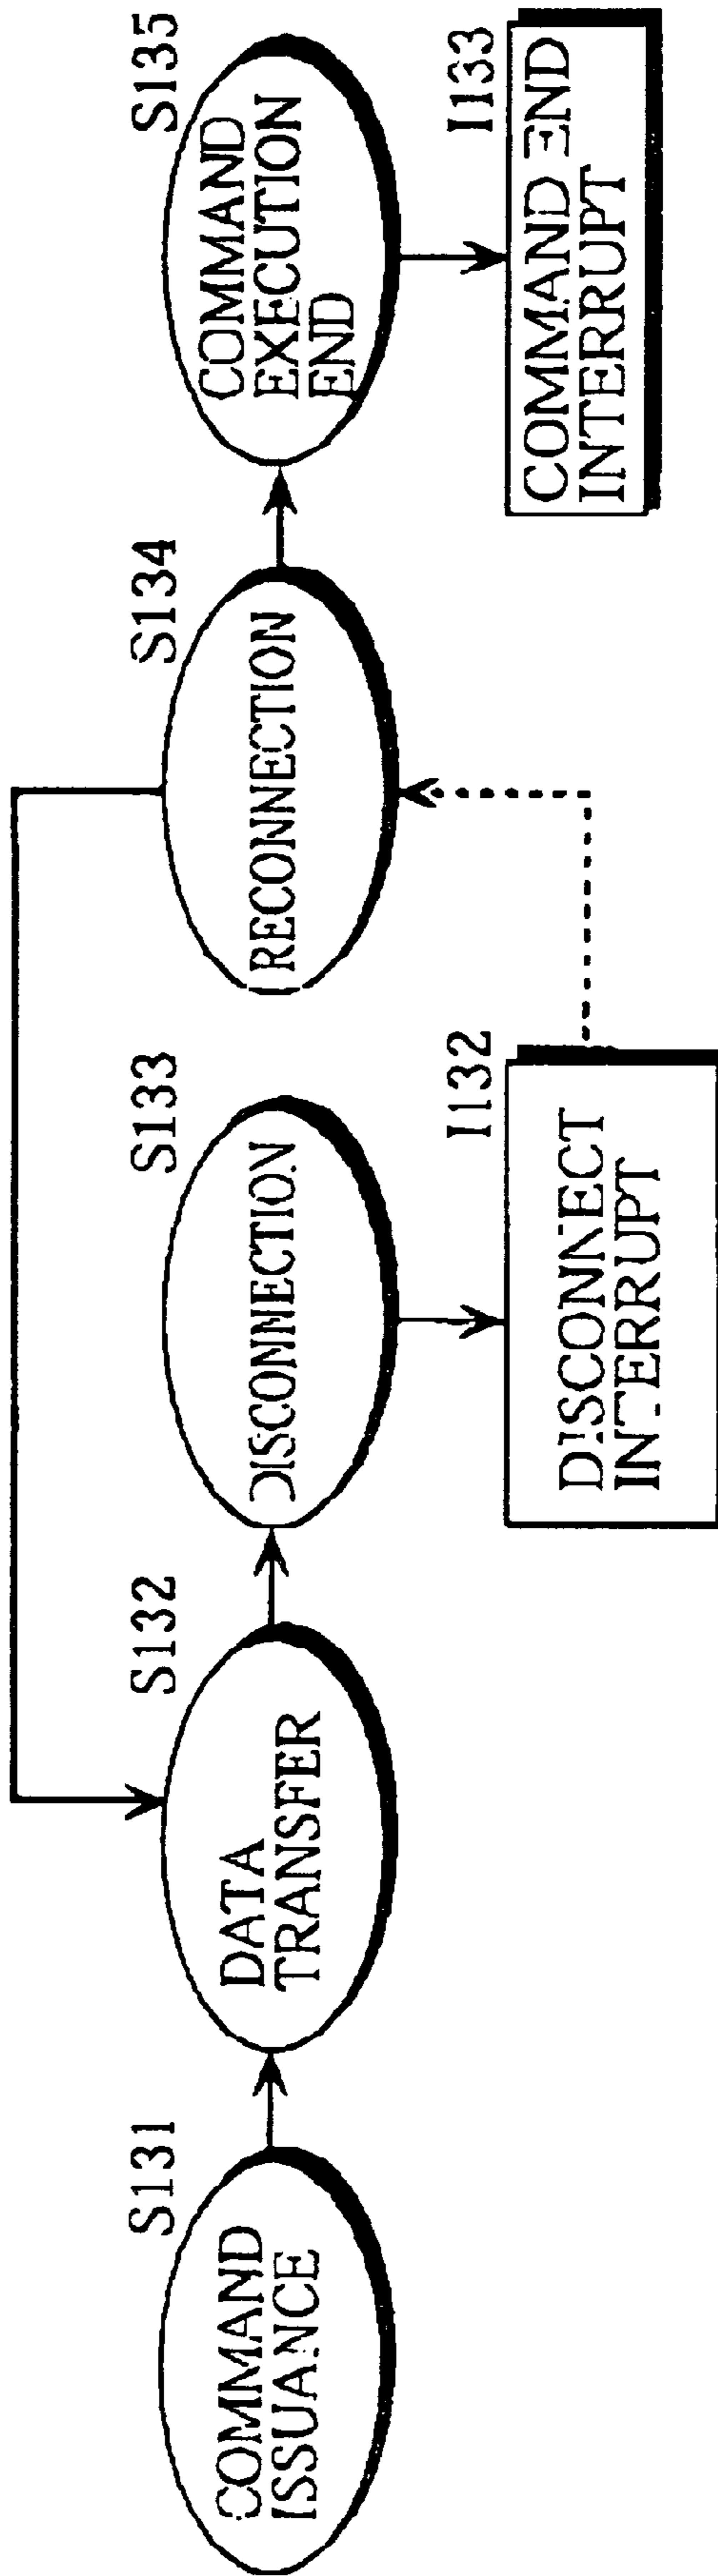 S131
COMMAND
ISSUANCE
S132
DATA
TRANSFER
S133
DISCONNECTION
I132
DISCONNECT
INTERRUPT
S134
RECONNECTION
S135
COMMAND
EXECUTION
END
I133
COMMAND END
INTERRUPT